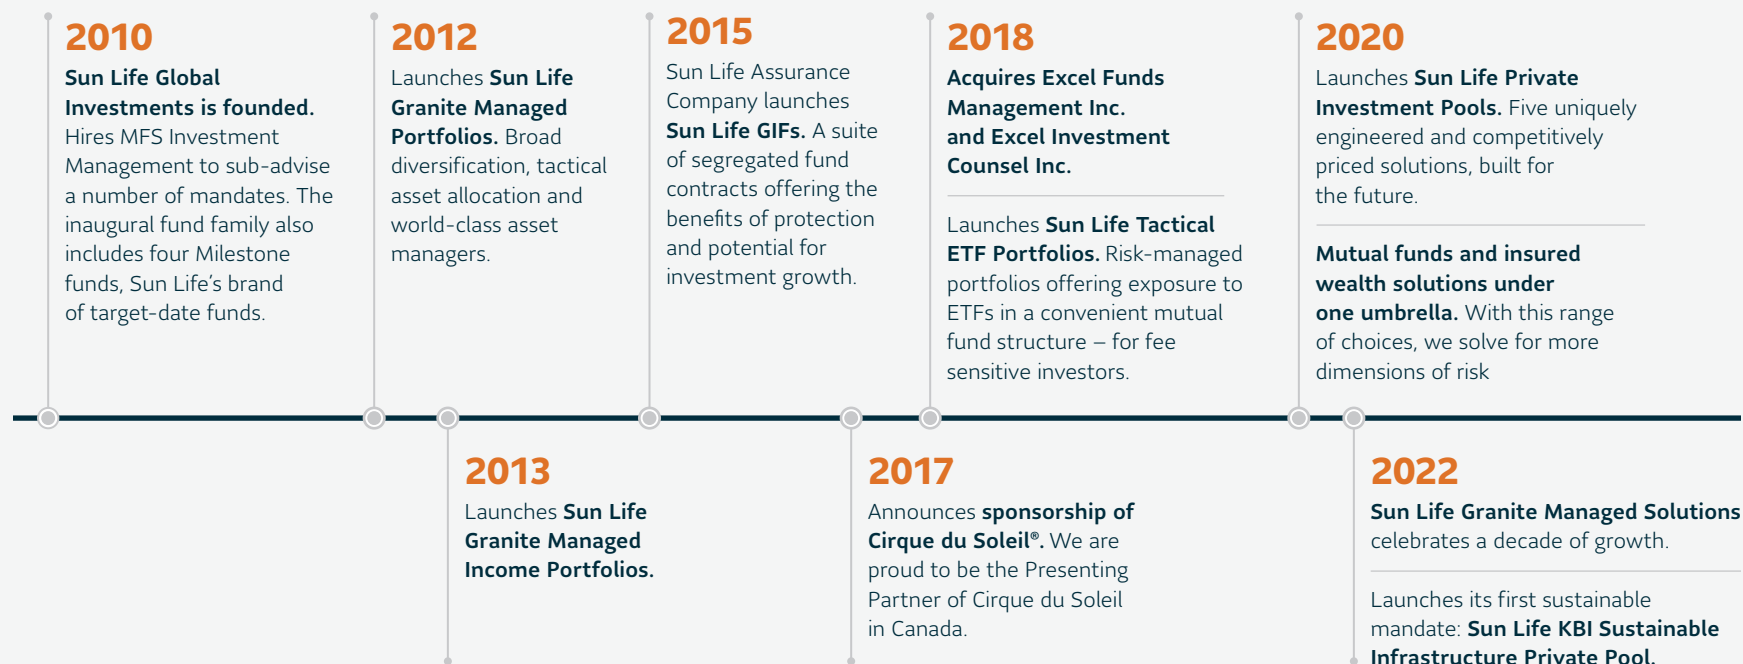 2010
Sun Life Global
Investments is founded.
Hires MFS Investment
Management to sub-advise
a number of mandates. The
inaugural fund family also
includes four Milestone
funds, Sun Life's brand
of target-date funds.
2012
Launches Sun Life
Granite Managed
Portfolios. Broad
diversification, tactical
asset allocation and
world-class asset
managers.
2015
Sun Life Assurance
Company launches
Sun Life GIFs. A suite
of segregated fund
contracts offering the
benefits of protection
and potential for
investment growth.
2018
Acquires Excel Funds
Management Inc.
and Excel Investment
Counsel Inc.
Launches Sun Life Tactical
ETF Portfolios. Risk-managed
portfolios offering exposure to
ETFs in a convenient mutual
fund structure – for fee
sensitive investors.
2020
Launches Sun Life Private
Investment Pools. Five uniquely
engineered and competitively
priced solutions, built for
the future.
Mutual funds and insured
wealth solutions under
one umbrella. With this range
of choices, we solve for more
dimensions of risk
2013
Launches Sun Life
Granite Managed
Income Portfolios.
2017
Announces sponsorship of
Cirque du Soleil®. We are
proud to be the Presenting
Partner of Cirque du Soleil
in Canada.
2022
Sun Life Granite Managed Solutions
celebrates a decade of growth.
Launches its first sustainable
mandate: Sun Life KBI Sustainable
Infrastructure Private Pool.